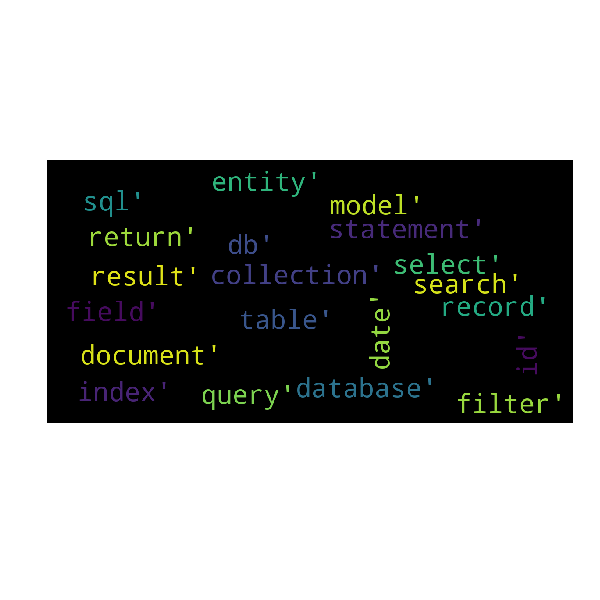 entity'
sql'
model'
return'
statement'
db'
select'
result'
collection'
search'
field'
record'
table'
date'
document'
id'
index'
query'
database'
filter'